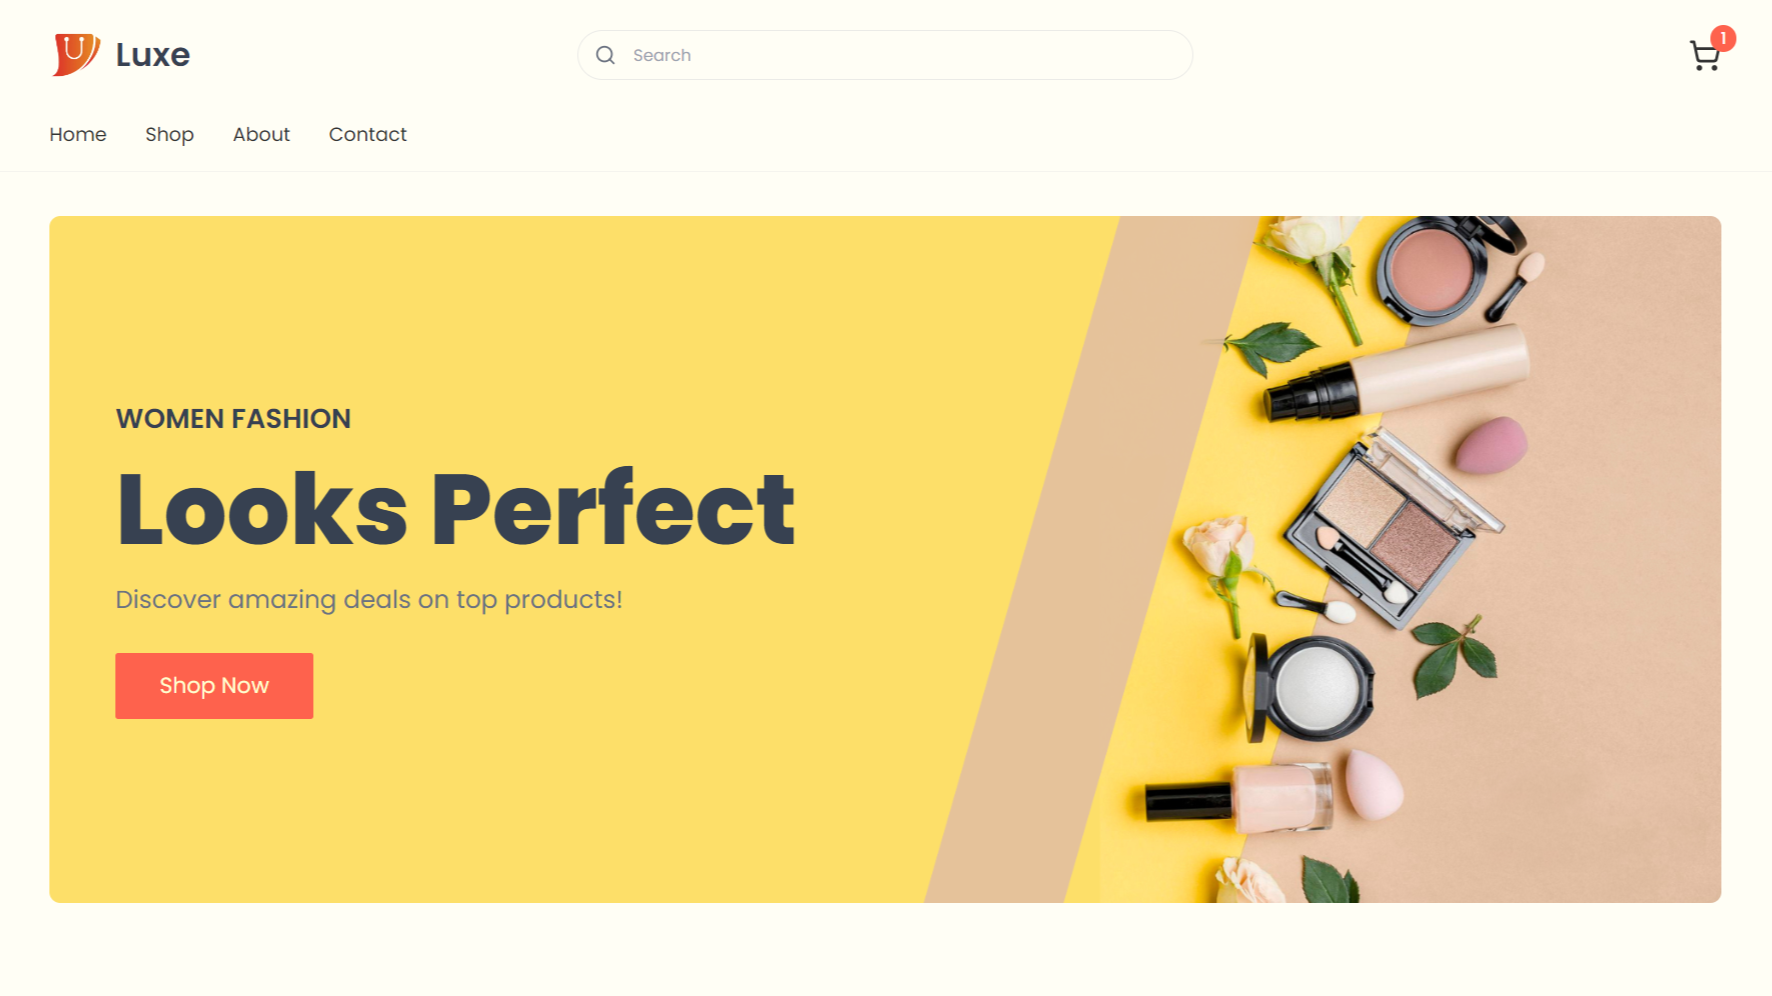 Luxe
Search
1
Home Shop About Contact
WOMEN FASHION
Looks Perfect
Discover amazing deals on top products!
Shop Now